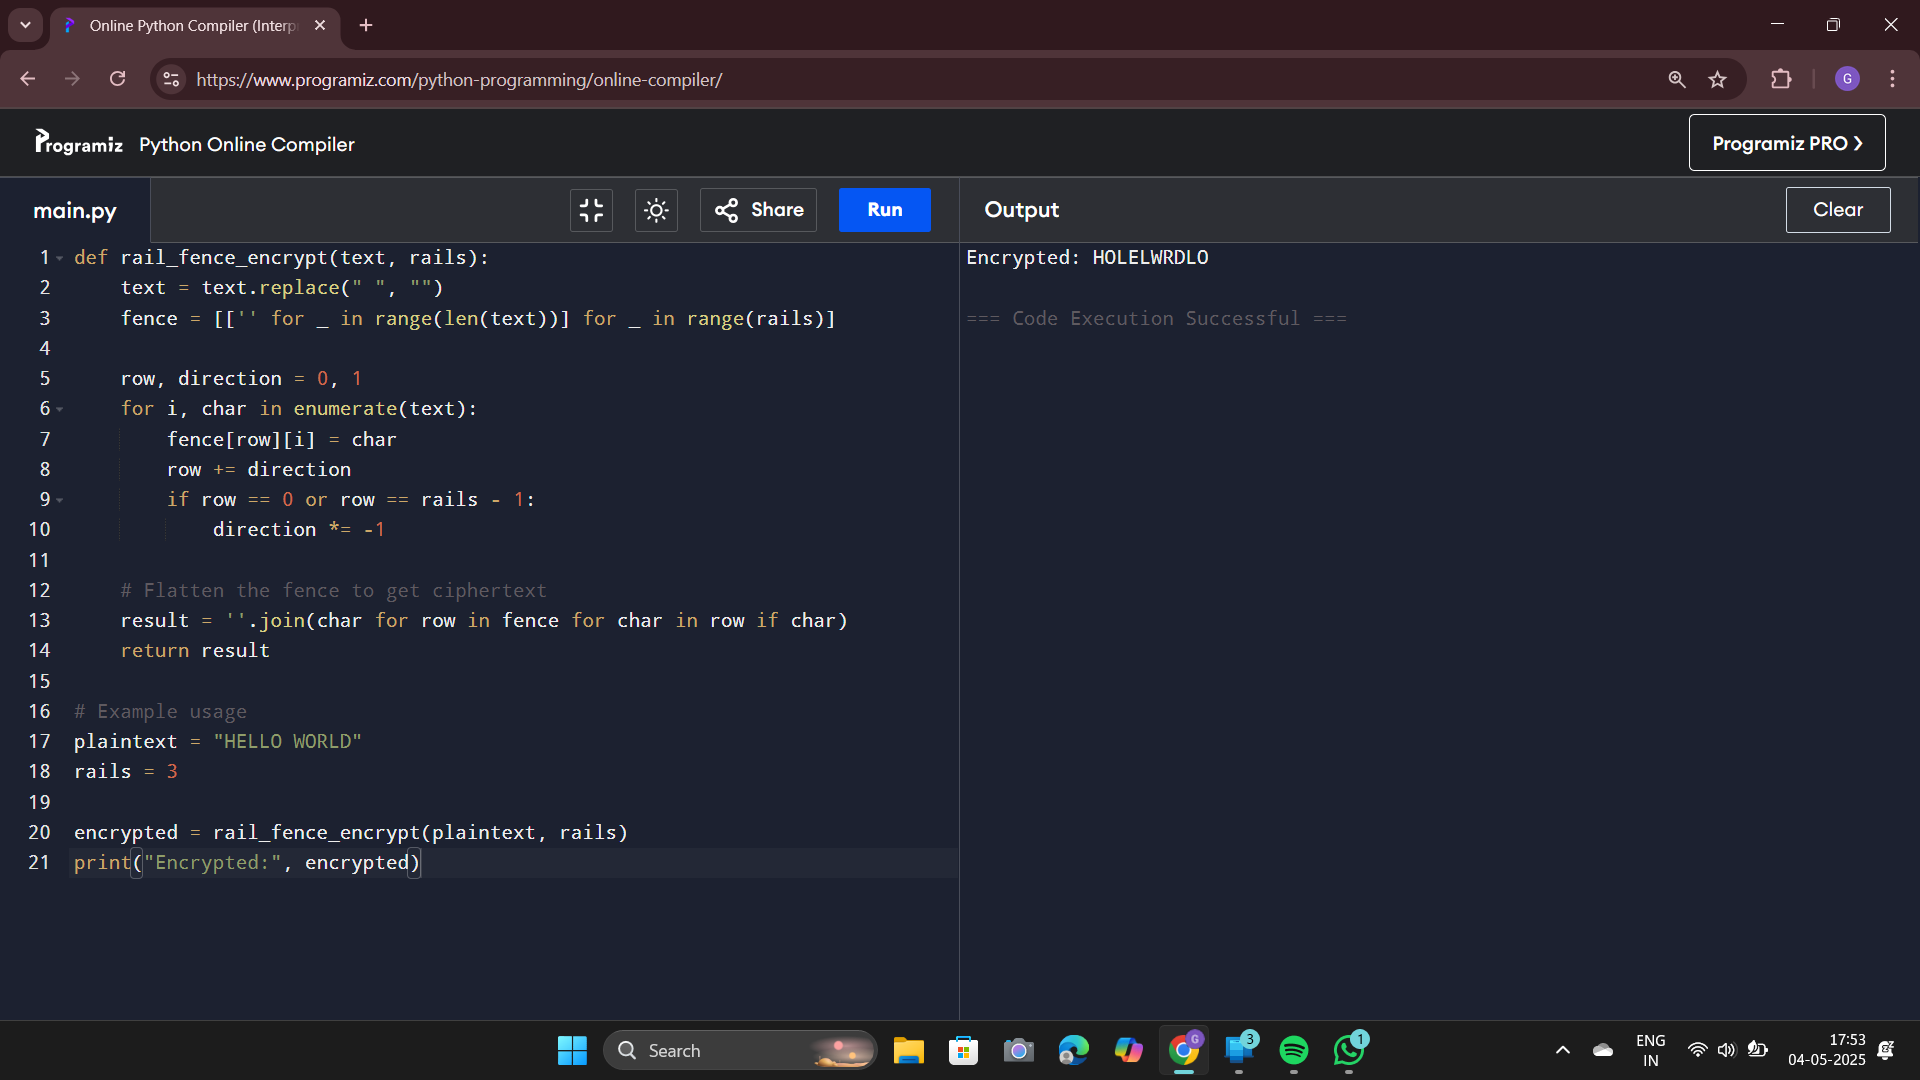 Online Python Compiler (Interp
https://www.programiz.com/python-programming/online-compiler/
G
Programiz Python Online Compiler
Programiz PRO ❯
main.py
Share
Run
Output
Clear
1 def rail_fence_encrypt(text, rails):
2     text = text.replace(" ", "")
3     fence = [['' for _ in range(len(text))] for _ in range(rails)]
4
5     row, direction = 0, 1
6     for i, char in enumerate(text):
7         fence[row][i] = char
8         row += direction
9         if row == 0 or row == rails - 1:
10             direction *= -1
11
12     # Flatten the fence to get ciphertext
13     result = ''.join(char for row in fence for char in row if char)
14     return result
15
16 # Example usage
17 plaintext = "HELLO WORLD"
18 rails = 3
19
20 encrypted = rail_fence_encrypt(plaintext, rails)
21 print("Encrypted:", encrypted)
Encrypted: HOLELWRDLO
=== Code Execution Successful ===
Search
G
3
1
ENG
IN
17:53
04-05-2025